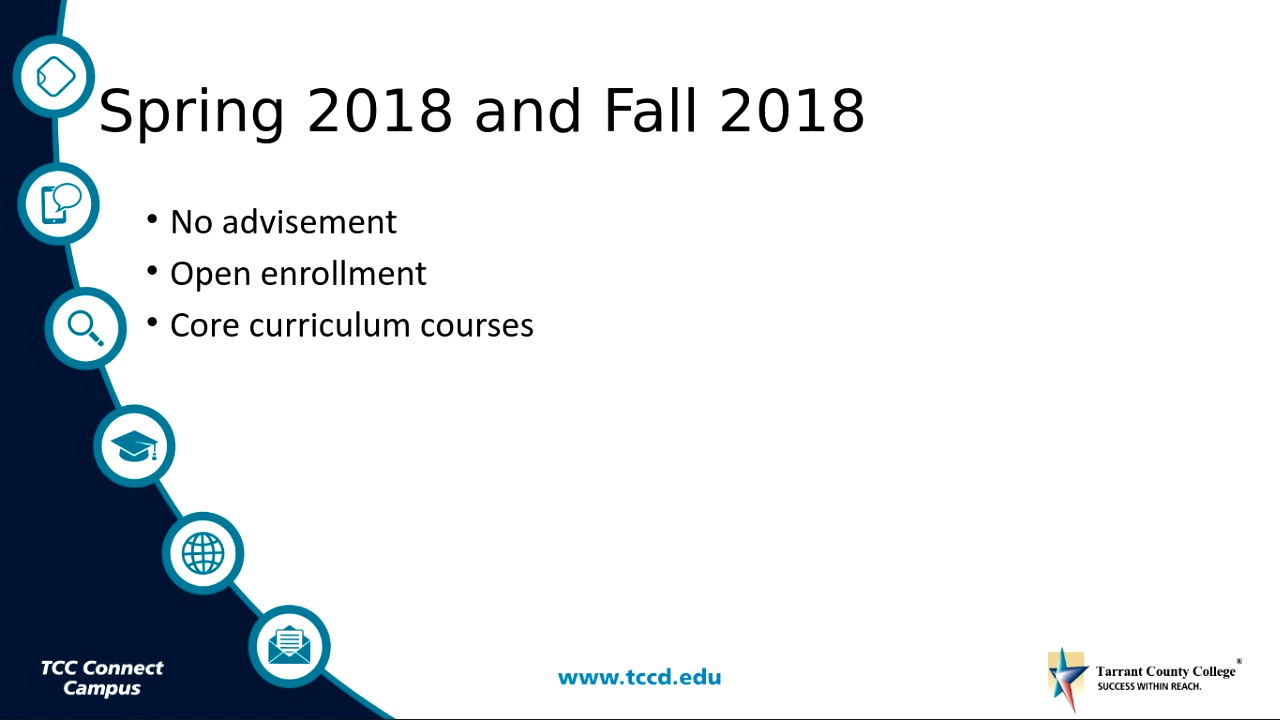 Spring 2018 and Fall 2018
• No advisement
• Open enrollment
• Core curriculum courses
TCC Connect
Campus
www.tccd.edu
Tarrant County College®
SUCCESS WITHIN REACH.